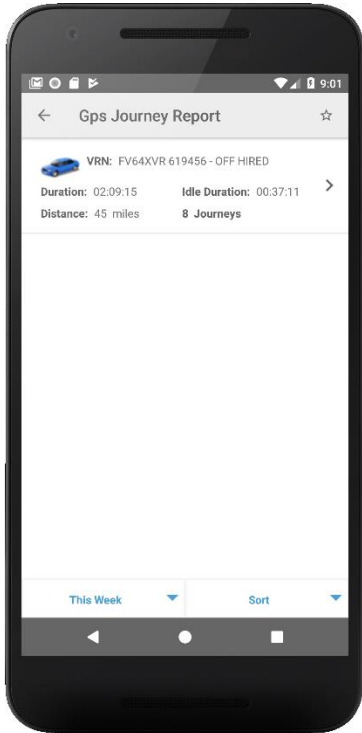 9:01
Gps Journey Report
VRN: FV64XVR 619456 - OFF HIRED
Duration: 02:09:15 Idle Duration: 00:37:11
Distance: 45 miles 8 Journeys
This Week Sort